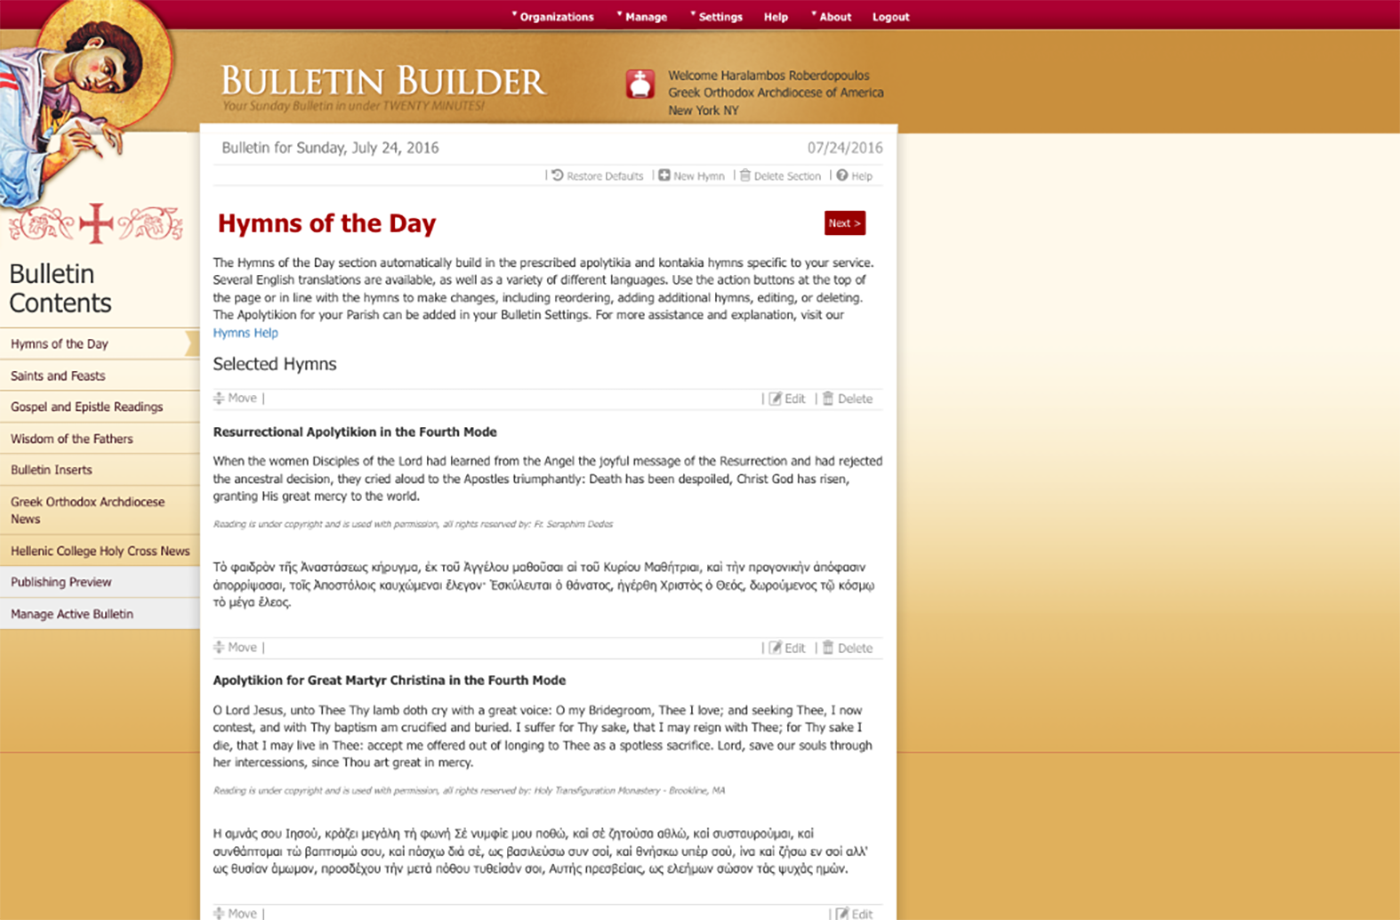 Organizations Manage Settings Help About Logout
BULLETIN BUILDER
Your Sunday Bulletin in under TWENTY MINUTES!
Welcome Haralambos Roberdopoulos
Greek Orthodox Archdiocese of America
New York NY
Bulletin for Sunday, July 24, 2016 07/24/2016
| Restore Defaults | New Hymn | Delete Section | Help
Bulletin
Contents
Hymns of the Day
Saints and Feasts
Gospel and Epistle Readings
Wisdom of the Fathers
Bulletin Inserts
Greek Orthodox Archdiocese
News
Hellenic College Holy Cross News
Publishing Preview
Manage Active Bulletin
Hymns of the Day
Next >
The Hymns of the Day section automatically build in the prescribed apolytikia and kontakia hymns specific to your service.
Several English translations are available, as well as a variety of different languages. Use the action buttons at the top of
the page or in line with the hymns to make changes, including reordering, adding additional hymns, editing, or deleting.
The Apolytikion for your Parish can be added in your Bulletin Settings. For more assistance and explanation, visit our
Hymns Help
Selected Hymns
Move | | Edit | Delete
Resurrectional Apolytikion in the Fourth Mode
When the women Disciples of the Lord had learned from the Angel the joyful message of the Resurrection and had rejected
the ancestral decision, they cried aloud to the Apostles triumphantly: Death has been despoiled, Christ God has risen,
granting His great mercy to the world.
Reading is under copyright and is used with permission, all rights reserved by: Fr. Seraphim Dedes
Τὸ φαιδρὸν τῆς Ἀναστάσεως κήρυγμα, ἐκ τοῦ Ἀγγέλου μαθοῦσαι αἱ τοῦ Κυρίου Μαθήτριαι, καὶ τὴν προγονικὴν ἀπόφασιν
ἀπορρίψασαι, τοῖς Ἀποστόλοις καυχώμεναι ἔλεγον· Ἐσκύλευται ὁ θάνατος, ἠγέρθη Χριστὸς ὁ Θεός, δωρούμενος τῷ κόσμῳ
τὸ μέγα ἔλεος.
Move | | Edit | Delete
Apolytikion for Great Martyr Christina in the Fourth Mode
O Lord Jesus, unto Thee Thy lamb doth cry with a great voice: O my Bridegroom, Thee I love; and seeking Thee, I now
contest, and with Thy baptism am crucified and buried. I suffer for Thy sake, that I may reign with Thee; for Thy sake I
die, that I may live in Thee: accept me offered out of longing to Thee as a spotless sacrifice. Lord, save our souls through
her intercessions, since Thou art great in mercy.
Reading is under copyright and is used with permission, all rights reserved by: Holy Transfiguration Monastery - Brookline, MA
Η αμνάς σου Ιησού, κράζει μεγάλη τή φωνή Σέ νυμφίε μου ποθώ, καί σέ ζητούσα αθλώ, καί συσταυρούμαι, καί
συνθάπτομαι τώ βαπτισμώ σου, καί πάσχω διά σέ, ως βασιλεύσω συν σοί, καί θνήσκω υπέρ σού, ίνα καί ζήσω εν σοί αλλ'
ως θυσίαν άμωμον, προσδέχου τήν μετά πόθου τυθείσάν σοι, Αυτής πρεσβείαις, ως ελεήμων σώσον τάς ψυχάς ημών.
Move | | Edit